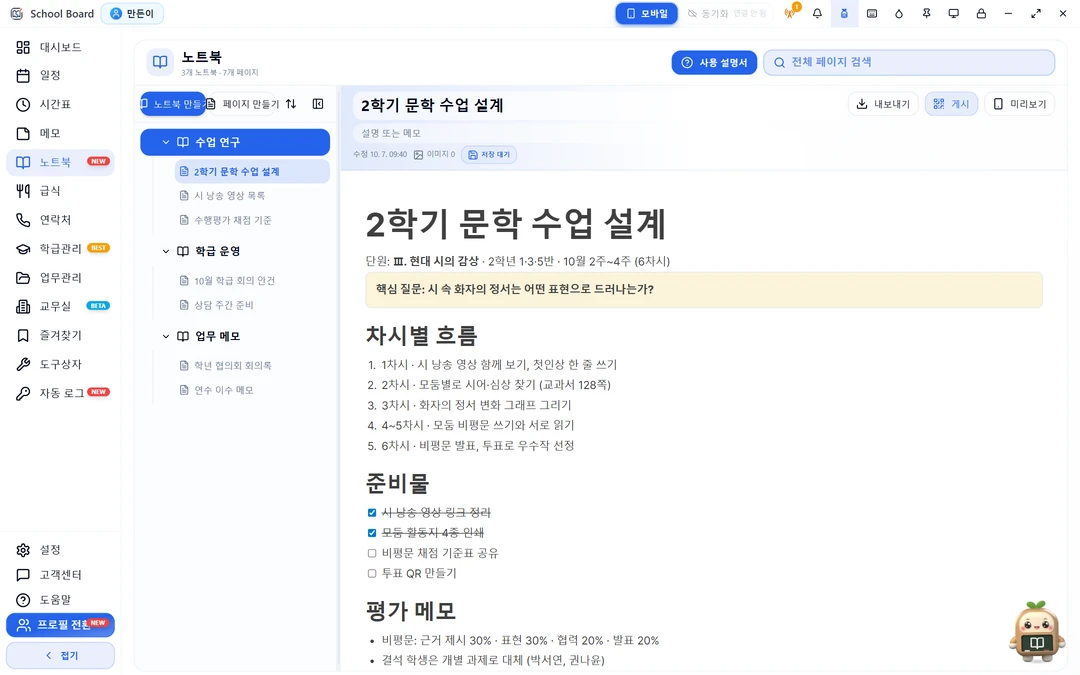 School Board
만든이
모바일
동기화 연결 안 됨
1
대시보드
일정
시간표
메모
노트북 NEW
급식
연락처
학급관리 BEST
업무관리
교무실 BETA
즐겨찾기
도구상자
자동 로그 NEW
설정
고객센터
도움말
프로필 전환 NEW
접기
노트북
3개 노트북 · 7개 페이지
사용 설명서
전체 페이지 검색
노트북 만들기
페이지 만들기
수업 연구
2학기 문학 수업 설계
시 낭송 영상 목록
수행평가 채점 기준
학급 운영
10월 학급 회의 안건
상담 주간 준비
업무 메모
학년 협의회 회의록
연수 이수 메모
2학기 문학 수업 설계
내보내기
게시
미리보기
설명 또는 메모
수정 10. 7. 09:40 이미지 0 저장 대기
2학기 문학 수업 설계
단원: Ⅲ. 현대 시의 감상 · 2학년 1·3·5반 · 10월 2주~4주 (6차시)
핵심 질문: 시 속 화자의 정서는 어떤 표현으로 드러나는가?
차시별 흐름
1. 1차시 · 시 낭송 영상 함께 보기, 첫인상 한 줄 쓰기
2. 2차시 · 모둠별로 시어·심상 찾기 (교과서 128쪽)
3. 3차시 · 화자의 정서 변화 그래프 그리기
4. 4~5차시 · 모둠 비평문 쓰기와 서로 읽기
5. 6차시 · 비평문 발표, 투표로 우수작 선정
준비물
시 낭송 영상 링크 정리
모둠 활동지 4종 인쇄
비평문 채점 기준표 공유
투표 QR 만들기
평가 메모
• 비평문: 근거 제시 30% · 표현 30% · 협력 20% · 발표 20%
• 결석 학생은 개별 과제로 대체 (박서연, 권나윤)